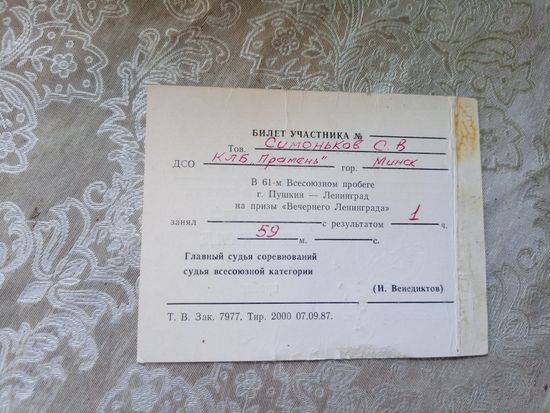 БИЛЕТ УЧАСТНИКА №
Тов. Симоньков С. В
ДСО КЛБ „Прамень" гор. Минск
В 61-м Всесоюзном пробеге
г. Пушкин — Ленинград
на призы «Вечернего Ленинграда»
занял с результатом 1 ч.
59 м. с.
Главный судья соревнований
судья всесоюзной категории
(И. Венедиктов)
Т. В. Зак. 7977. Тир. 2000 07.09.87.